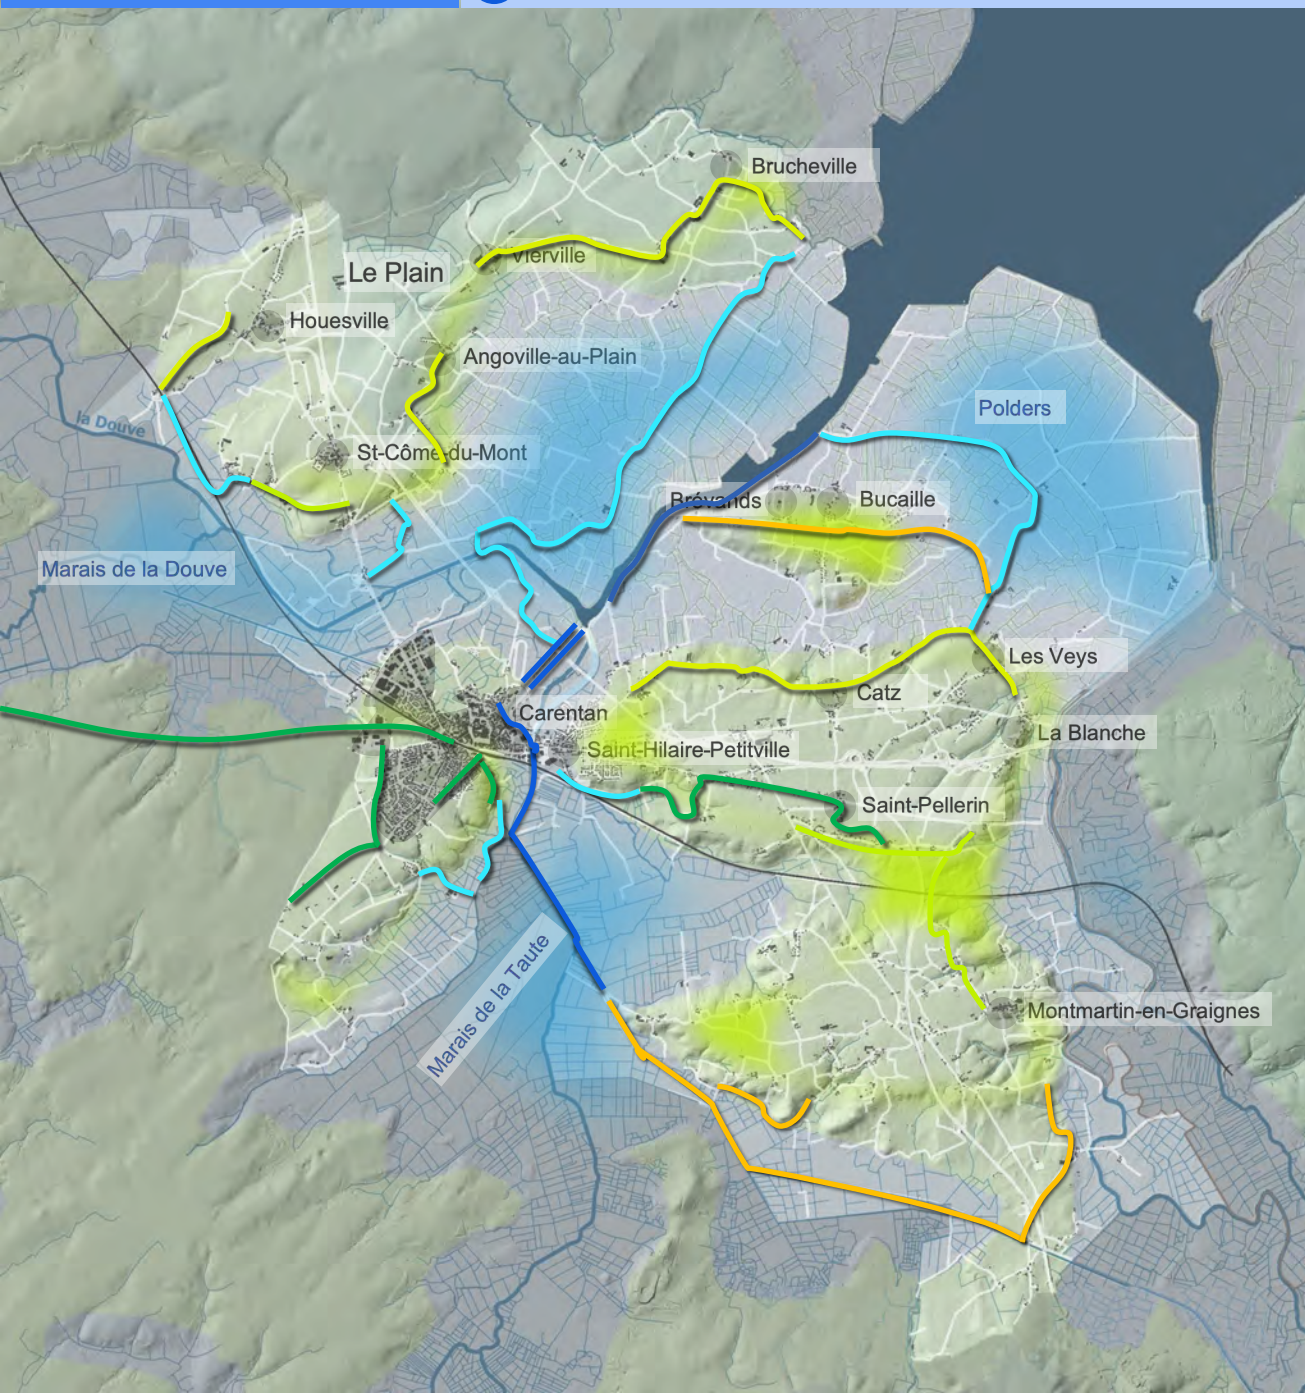 Brucheville
Vierville
Le Plain
Houesville
Angoville-au-Plain
Polders
la Douve
St-Côme-du-Mont
Brévands
Bucaille
Marais de la Douve
Les Veys
Catz
Carentan
La Blanche
Saint-Hilaire-Petitville
Saint-Pellerin
Marais de la Taute
Montmartin-en-Graignes